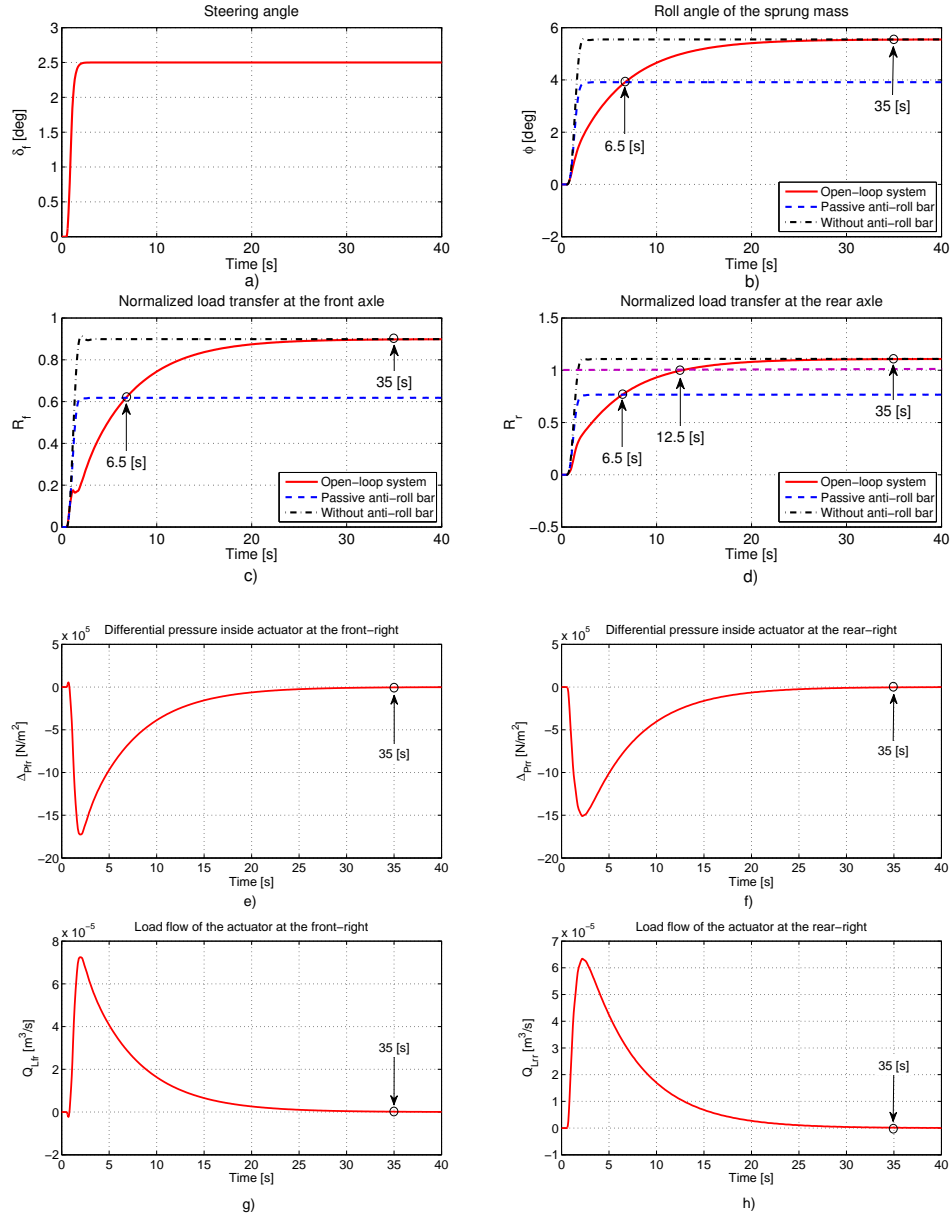 Steering angle
3
2.5
2
1.5
1
0.5
0
δf [deg]
0 10 20 30 40
Time [s]
a)
Roll angle of the sprung mass
6
4
2
0
−2
ϕ [deg]
6.5 [s]
35 [s]
Open−loop system
Passive anti−roll bar
Without anti−roll bar
0 10 20 30 40
Time [s]
b)
Normalized load transfer at the front axle
1
0.8
0.6
0.4
0.2
0
Rf
6.5 [s]
35 [s]
Open−loop system
Passive anti−roll bar
Without anti−roll bar
0 10 20 30 40
Time [s]
c)
Normalized load transfer at the rear axle
1.5
1
0.5
0
−0.5
Rr
6.5 [s]
12.5 [s]
35 [s]
Open−loop system
Passive anti−roll bar
Without anti−roll bar
0 10 20 30 40
Time [s]
d)
Differential pressure inside actuator at the front−right
x 10^5
5
0
−5
−10
−15
−20
ΔPfr [N/m²]
35 [s]
0 5 10 15 20 25 30 35 40
Time [s]
e)
Differential pressure inside actuator at the rear−right
x 10^5
5
0
−5
−10
−15
−20
ΔPrr [N/m²]
35 [s]
0 5 10 15 20 25 30 35 40
Time [s]
f)
Load flow of the actuator at the front−right
x 10^−5
8
6
4
2
0
−2
QLfr [m³/s]
35 [s]
0 5 10 15 20 25 30 35 40
Time [s]
g)
Load flow of the actuator at the rear−right
x 10^−5
7
6
5
4
3
2
1
0
−1
QLrr [m³/s]
35 [s]
0 5 10 15 20 25 30 35 40
Time [s]
h)